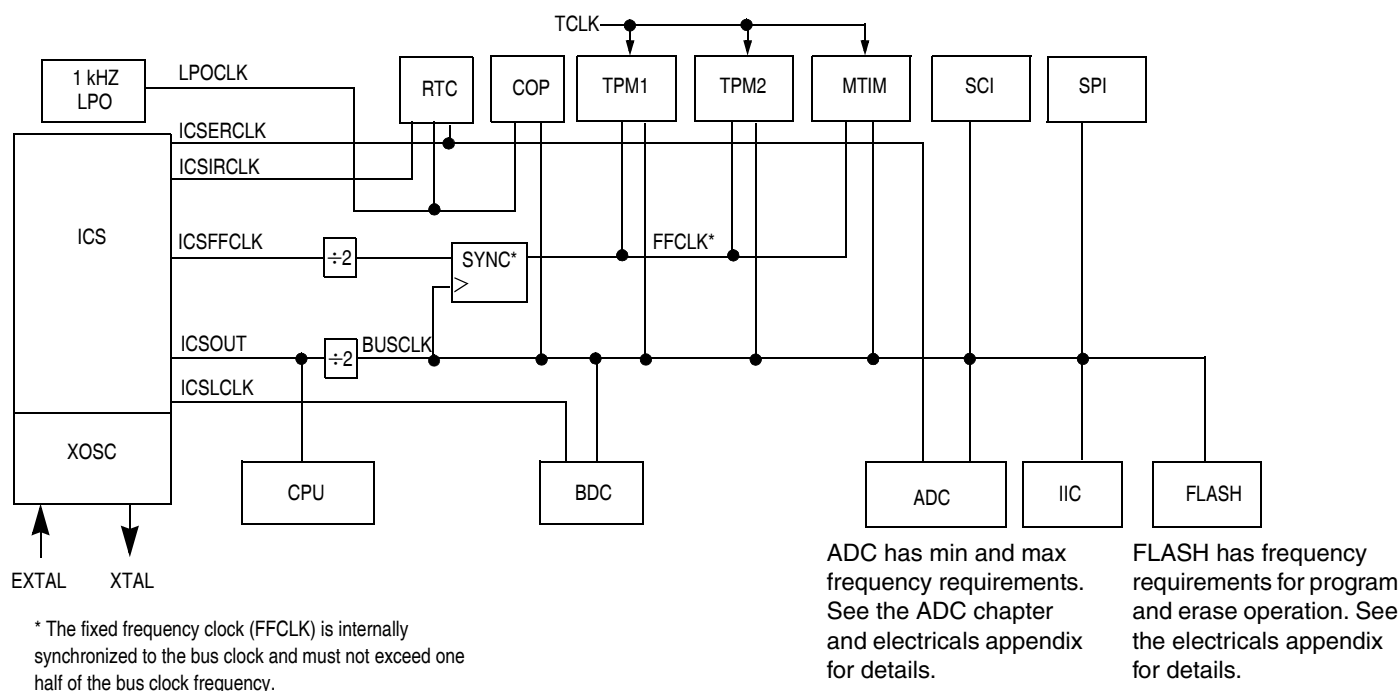 TCLK
1 kHZ
LPO
LPOCLK
RTC
COP
TPM1
TPM2
MTIM
SCI
SPI
ICSERCLK
ICSIRCLK
ICS
ICSFFCLK
÷2
SYNC*
FFCLK*
ICSOUT
÷2
BUSCLK
ICSLCLK
XOSC
CPU
BDC
ADC
IIC
FLASH
EXTAL
XTAL
* The fixed frequency clock (FFCLK) is internally
synchronized to the bus clock and must not exceed one
half of the bus clock frequency.
ADC has min and max
frequency requirements.
See the ADC chapter
and electricals appendix
for details.
FLASH has frequency
requirements for program
and erase operation. See
the electricals appendix
for details.